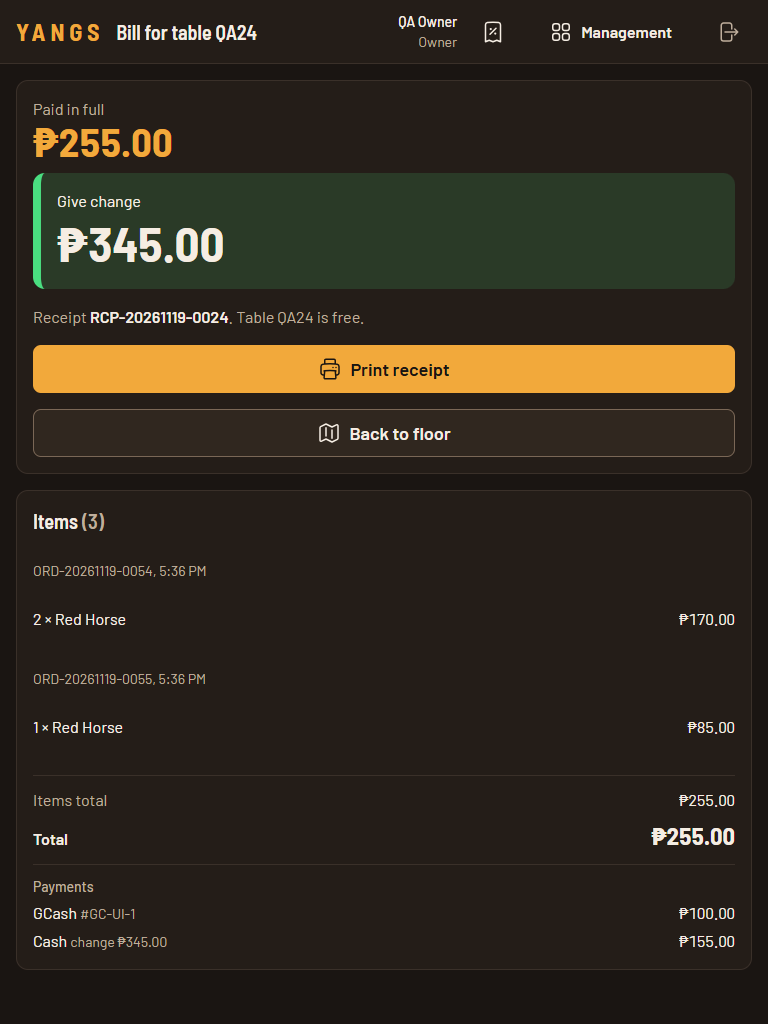 YANGS Bill for table QA24
QA Owner
Owner
Management
Paid in full
₱255.00
Give change
₱345.00
Receipt RCP-20261119-0024. Table QA24 is free.
Print receipt
Back to floor
Items (3)
ORD-20261119-0054, 5:36 PM
2 × Red Horse ₱170.00
ORD-20261119-0055, 5:36 PM
1 × Red Horse ₱85.00
Items total ₱255.00
Total ₱255.00
Payments
GCash #GC-UI-1 ₱100.00
Cash change ₱345.00 ₱155.00